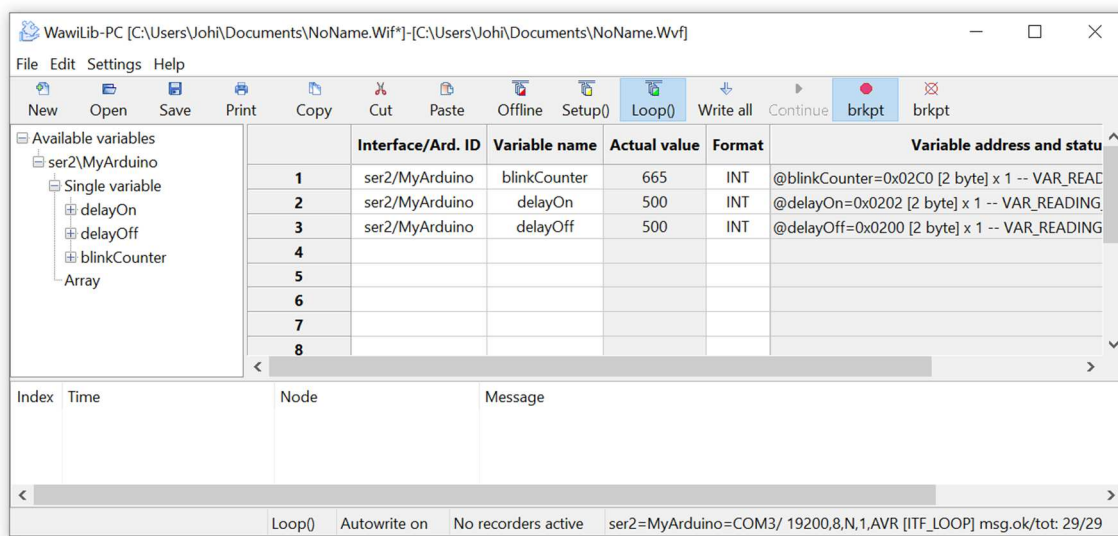 WawiLib-PC [C:\Users\Johi\Documents\NoName.Wif*]-[C:\Users\Johi\Documents\NoName.Wvf]
File Edit Settings Help
New Open Save Print Copy Cut Paste Offline Setup() Loop() Write all Continue brkpt brkpt
Available variables
ser2\MyArduino
Single variable
delayOn
delayOff
blinkCounter
Array
Interface/Ard. ID Variable name Actual value Format Variable address and statu
1 ser2/MyArduino blinkCounter 665 INT @blinkCounter=0x02C0 [2 byte] x 1 -- VAR_READ
2 ser2/MyArduino delayOn 500 INT @delayOn=0x0202 [2 byte] x 1 -- VAR_READING_
3 ser2/MyArduino delayOff 500 INT @delayOff=0x0200 [2 byte] x 1 -- VAR_READING
4
5
6
7
8
Index Time Node Message
Loop() Autowrite on No recorders active ser2=MyArduino=COM3/ 19200,8,N,1,AVR [ITF_LOOP] msg.ok/tot: 29/29